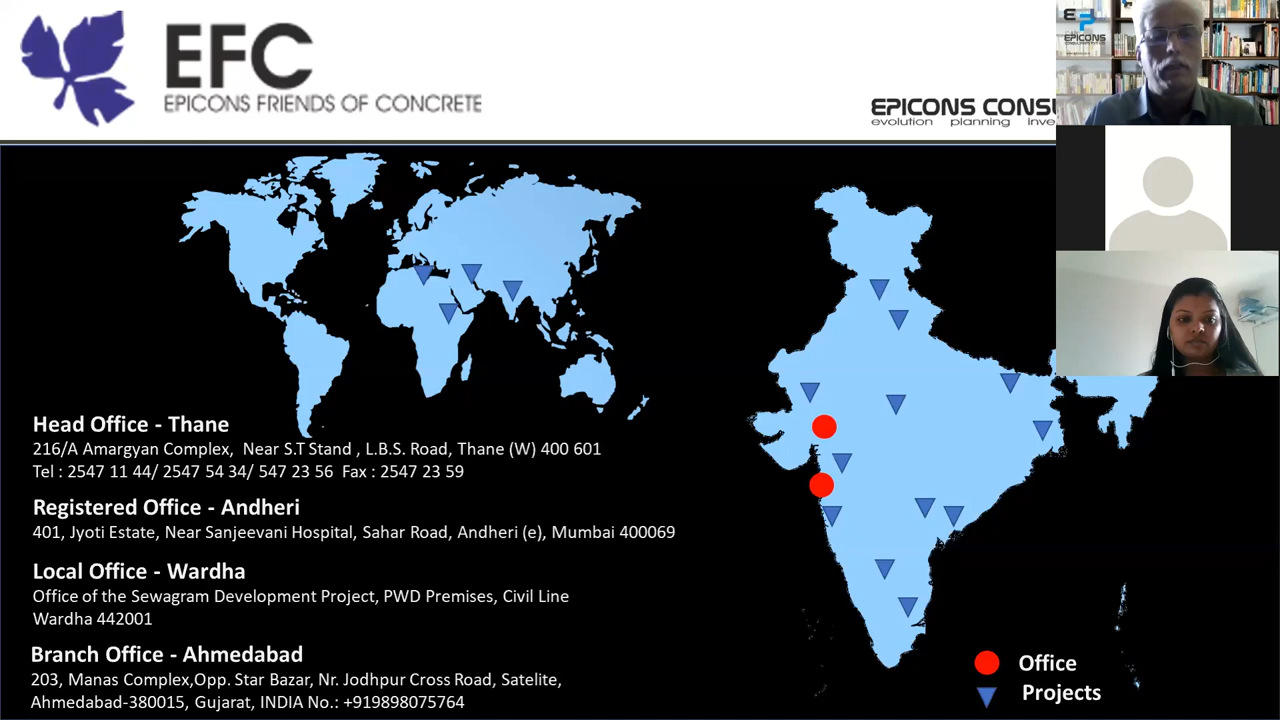 EFC
EPICONS FRIENDS OF CONCRETE
EPICONS
EPICONS
evolution planning
Head Office - Thane
216/A Amargyan Complex, Near S.T Stand , L.B.S. Road, Thane (W) 400 601
Tel : 2547 11 44/ 2547 54 34/ 547 23 56 Fax : 2547 23 59
Registered Office - Andheri
401, Jyoti Estate, Near Sanjeevani Hospital, Sahar Road, Andheri (e), Mumbai 400069
Local Office - Wardha
Office of the Sewagram Development Project, PWD Premises, Civil Line
Wardha 442001
Branch Office - Ahmedabad
203, Manas Complex,Opp. Star Bazar, Nr. Jodhpur Cross Road, Satelite,
Ahmedabad-380015, Gujarat, INDIA No.: +919898075764
Office
Projects